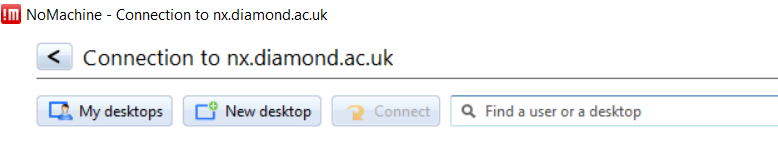 !M NoMachine - Connection to nx.diamond.ac.uk
< Connection to nx.diamond.ac.uk
My desktops New desktop Connect Find a user or a desktop